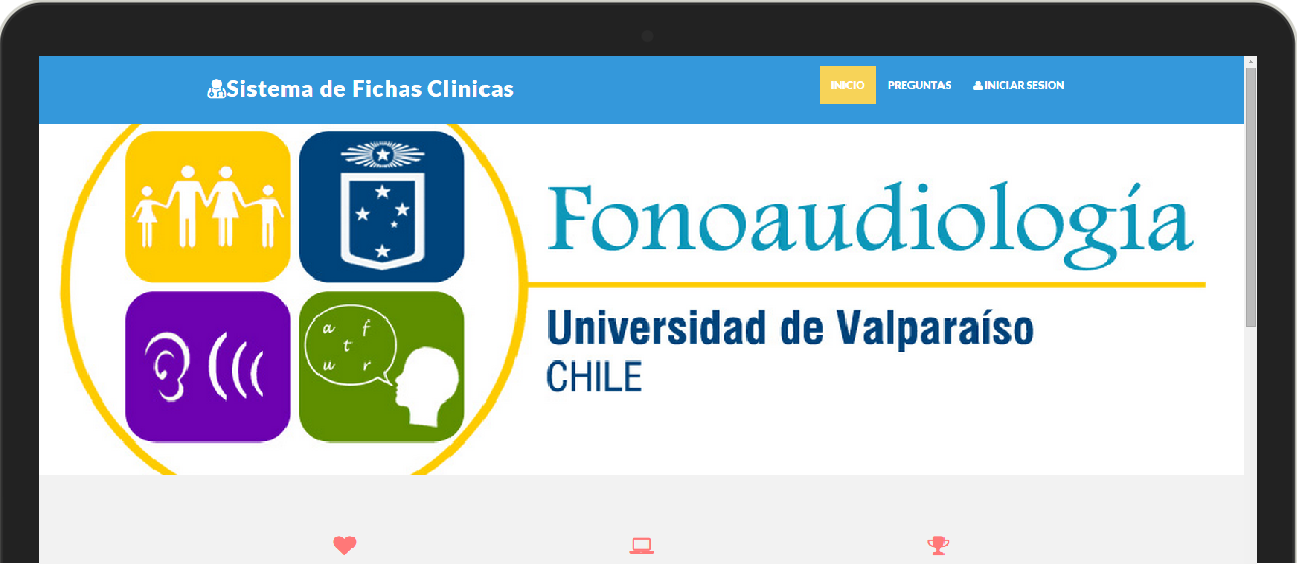 Sistema de Fichas Clinicas
INICIO
PREGUNTAS
INICIAR SESION
Fonoaudiología
Universidad de Valparaíso
CHILE
a f
t
u r